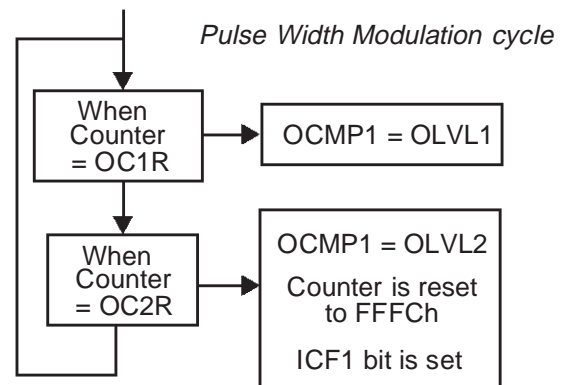 Pulse Width Modulation cycle
When
Counter
= OC1R
OCMP1 = OLVL1
When
Counter
= OC2R
OCMP1 = OLVL2
Counter is reset
to FFFCh
ICF1 bit is set